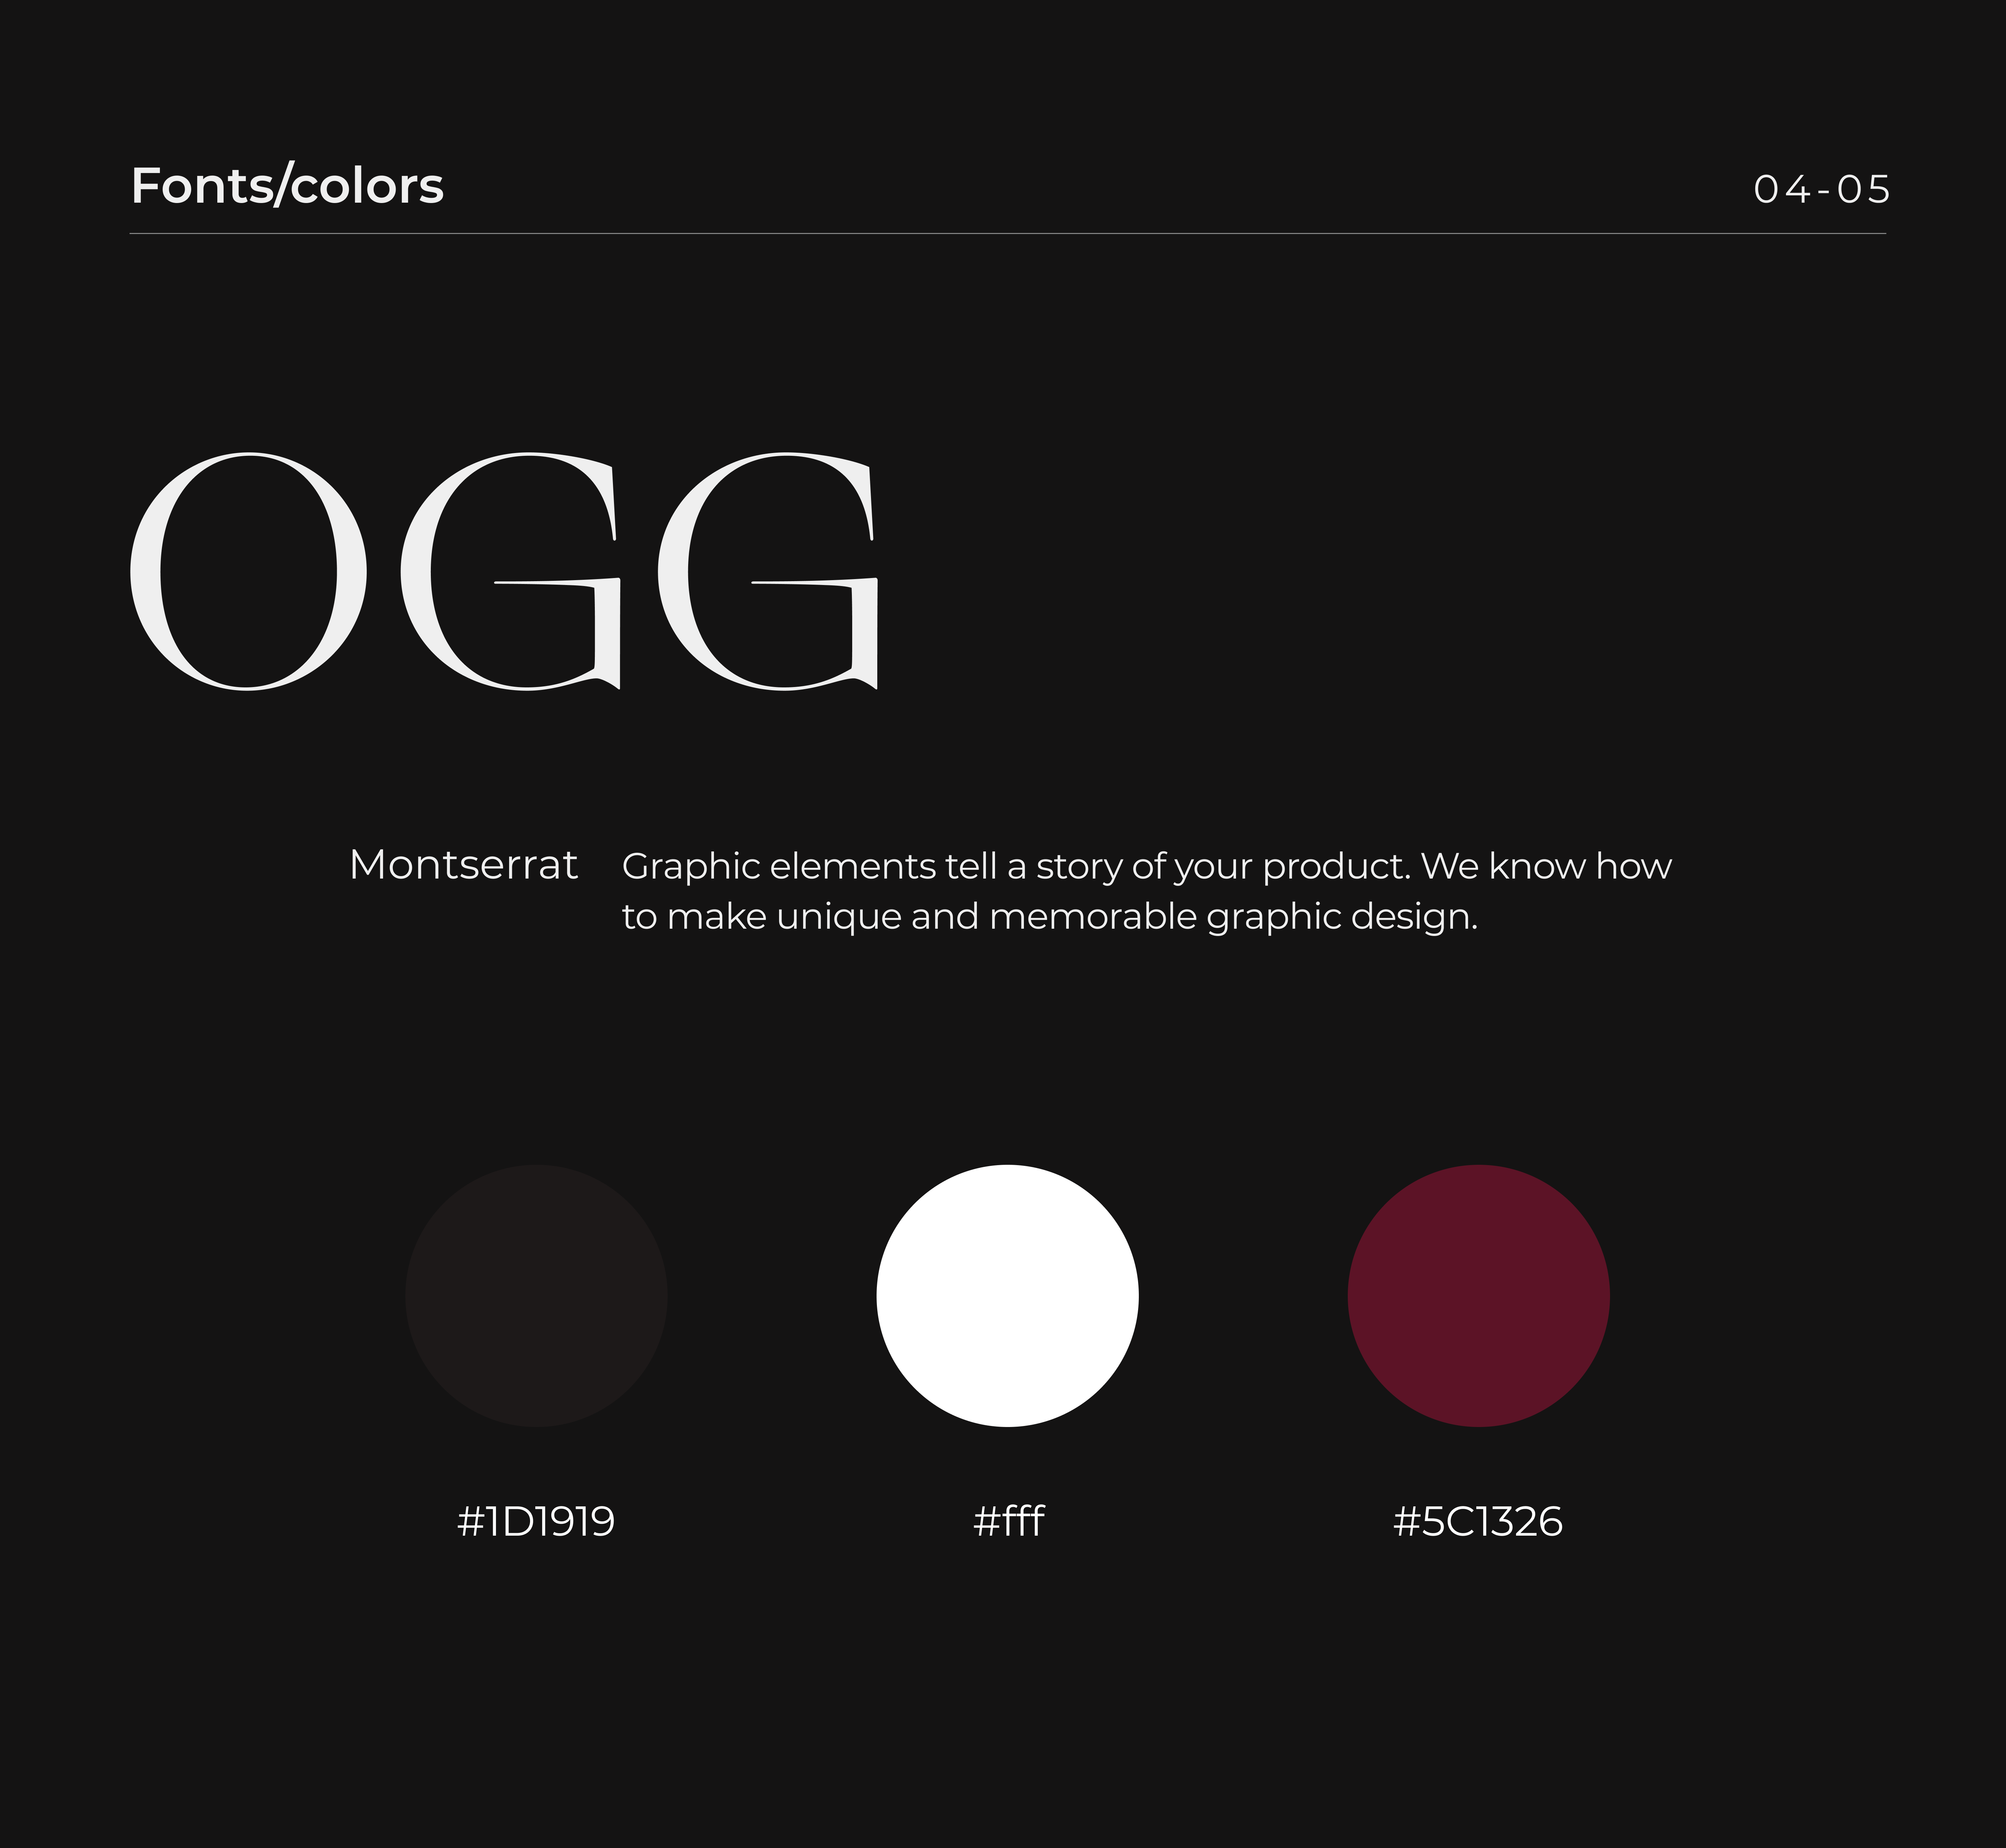 Fonts/colors
04-05
OGG
Montserrat
Graphic elements tell a story of your product. We know how
to make unique and memorable graphic design.
#1D1919
#fff
#5C1326